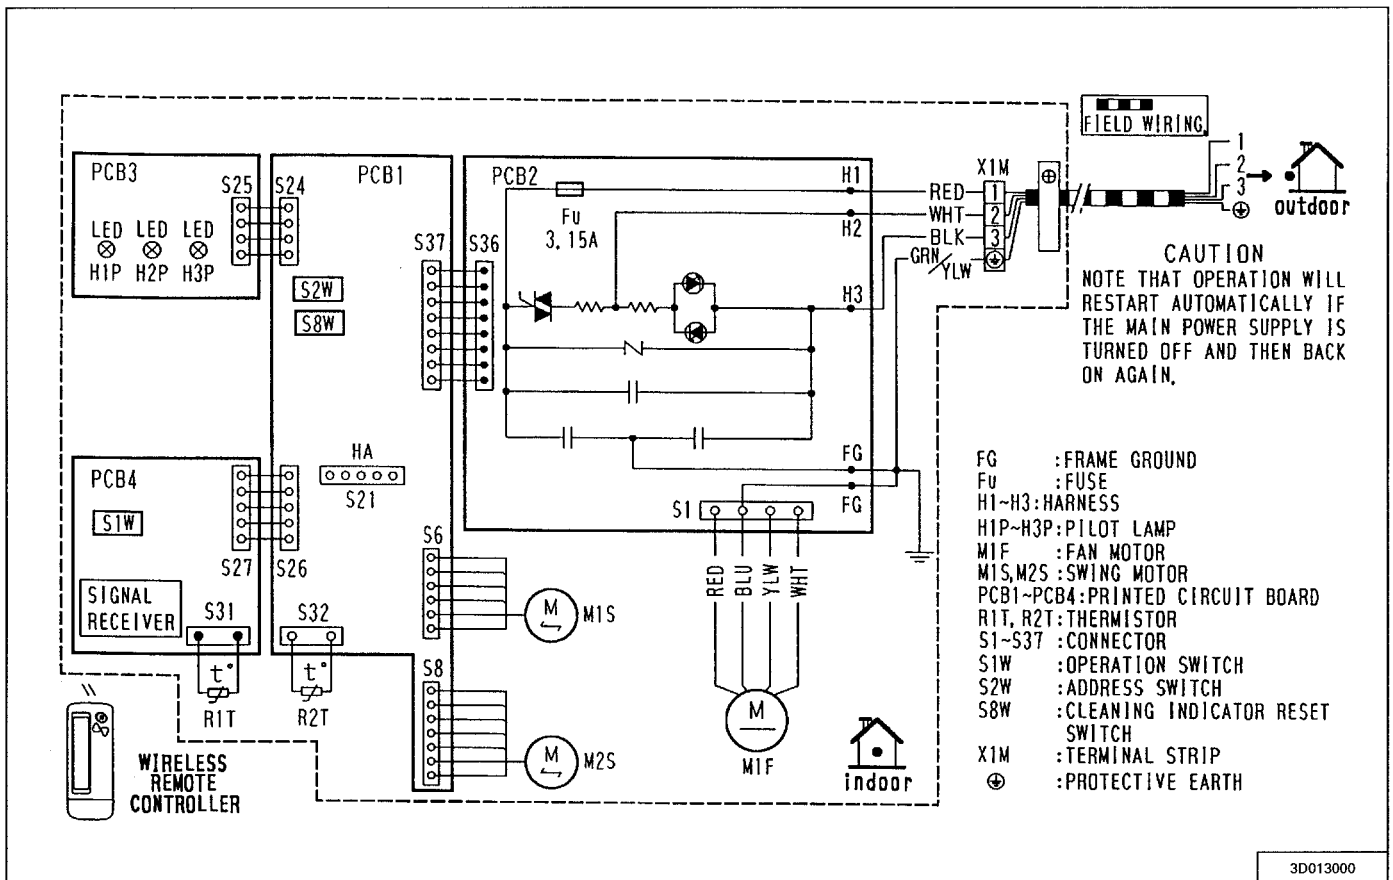 FIELD WIRING
PCB3
S25
S24
PCB1
LED LED LED
H1P H2P H3P
S2W
S8W
S37
S36
PCB2
Fu
3.15A
H1
H2
H3
RED
WHT
BLK
GRN/YLW
X1M
1
2
3
1
2
3
outdoor
CAUTION
NOTE THAT OPERATION WILL
RESTART AUTOMATICALLY IF
THE MAIN POWER SUPPLY IS
TURNED OFF AND THEN BACK
ON AGAIN.
PCB4
S1W
S27
S26
HA
S21
SIGNAL
RECEIVER
S31
S32
t°
t°
R1T
R2T
S6
M
M1S
S8
M
M2S
FG
FG
S1
RED
BLU
YLW
WHT
M
M1F
indoor
WIRELESS
REMOTE
CONTROLLER
FG :FRAME GROUND
Fu :FUSE
H1~H3:HARNESS
H1P~H3P:PILOT LAMP
M1F :FAN MOTOR
M1S,M2S :SWING MOTOR
PCB1~PCB4:PRINTED CIRCUIT BOARD
R1T, R2T:THERMISTOR
S1~S37 :CONNECTOR
S1W :OPERATION SWITCH
S2W :ADDRESS SWITCH
S8W :CLEANING INDICATOR RESET
SWITCH
X1M :TERMINAL STRIP
:PROTECTIVE EARTH
3D013000